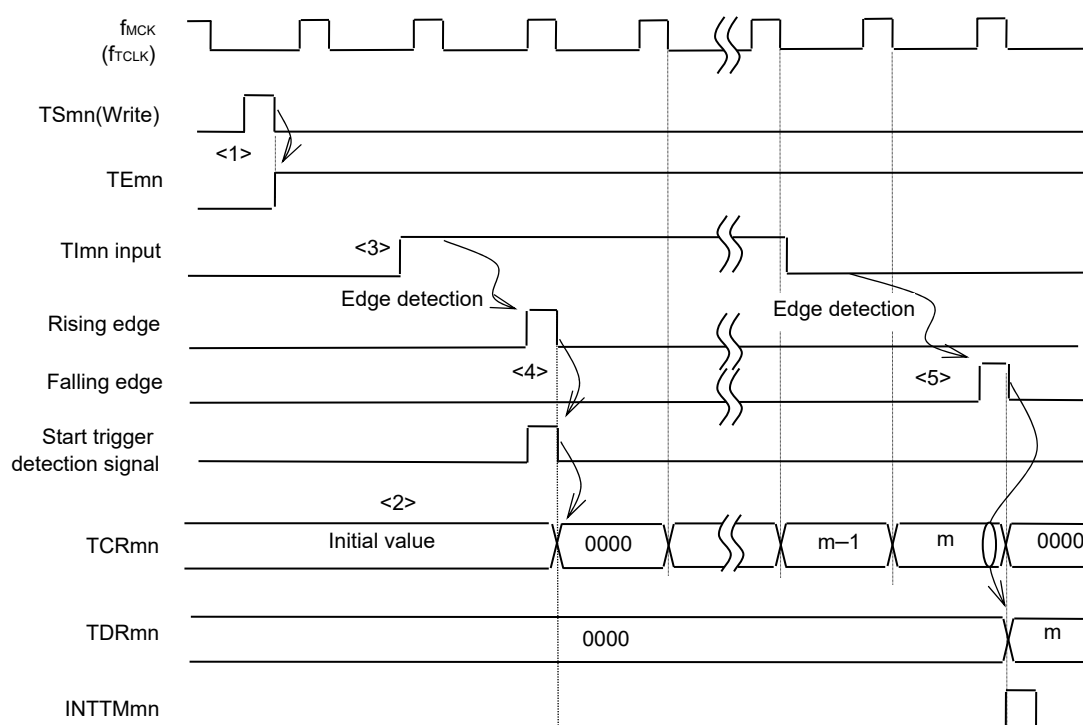 fMCK
(fTCLK)
TSmn(Write)
<1>
TEmn
TImn input
<3>
Edge detection
Edge detection
Rising edge
<4>
<5>
Falling edge
Start trigger
detection signal
<2>
TCRmn
Initial value
0000
m–1
m
0000
TDRmn
0000
m
INTTMmn